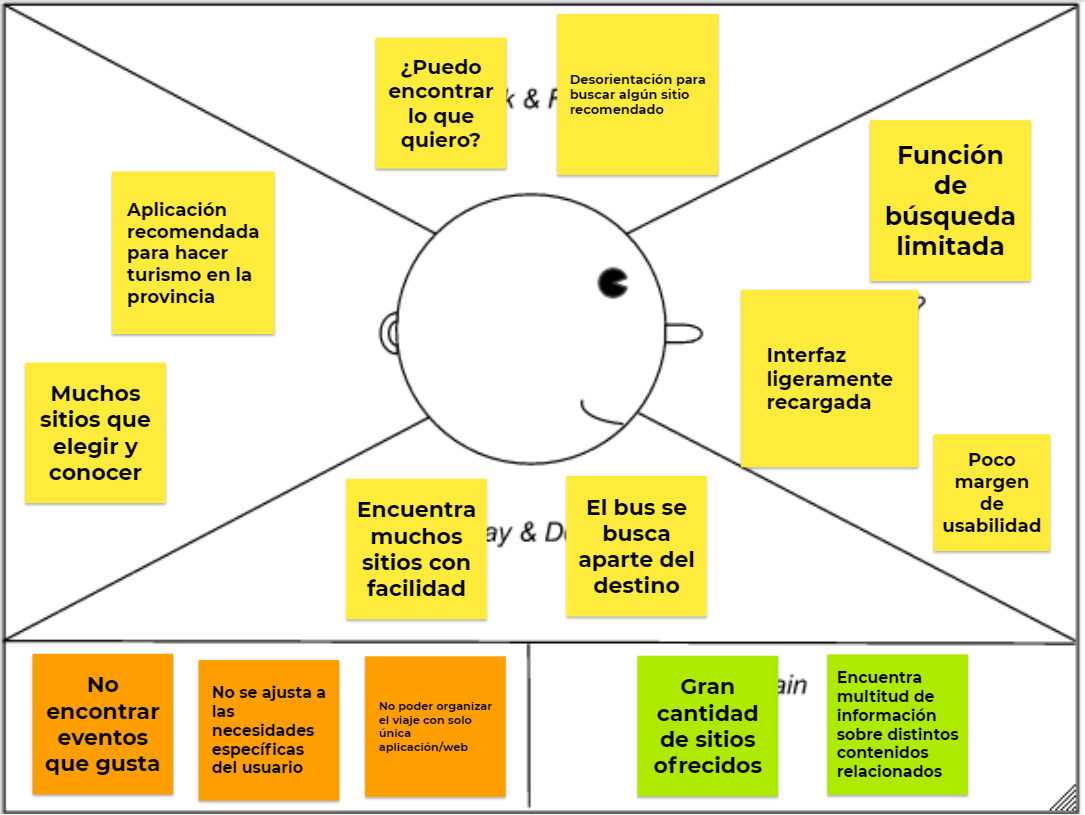 ¿Puedo
encontrar
lo que
quiero?
k & F
Desorientación para
buscar algún sitio
recomendado
Función
de
búsqueda
limitada
Aplicación
recomendada
para hacer
turismo en la
provincia
Interfaz
ligeramente
recargada
Muchos
sitios que
elegir y
conocer
Poco
margen
de
usabilidad
Encuentra
muchos
sitios con
facilidad
ay & D
El bus se
busca
aparte del
destino
No
encontrar
eventos
que gusta
No se ajusta a
las
necesidades
específicas
del usuario
No poder organizar
el viaje con solo
única
aplicación/web
Gran
cantidad
de sitios
ofrecidos
ain
Encuentra
multitud de
información
sobre distintos
contenidos
relacionados